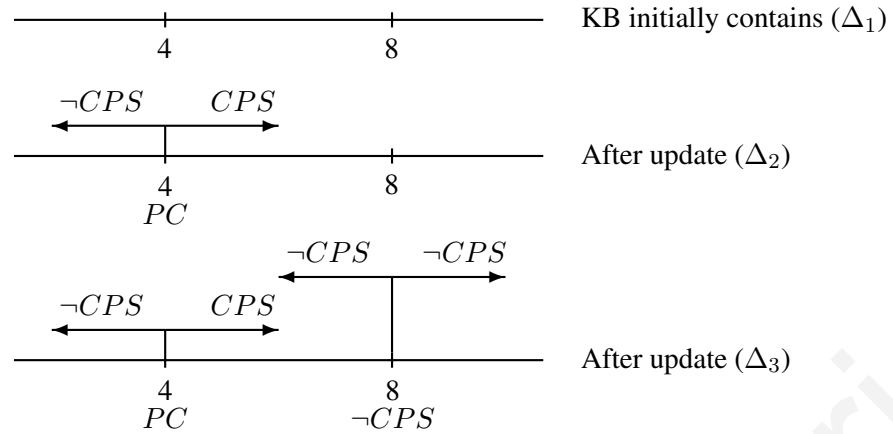 KB initially contains (Δ₁)
4 8
¬CPS CPS
After update (Δ₂)
4 8
PC
¬CPS ¬CPS
¬CPS CPS
After update (Δ₃)
4 8
PC ¬CPS